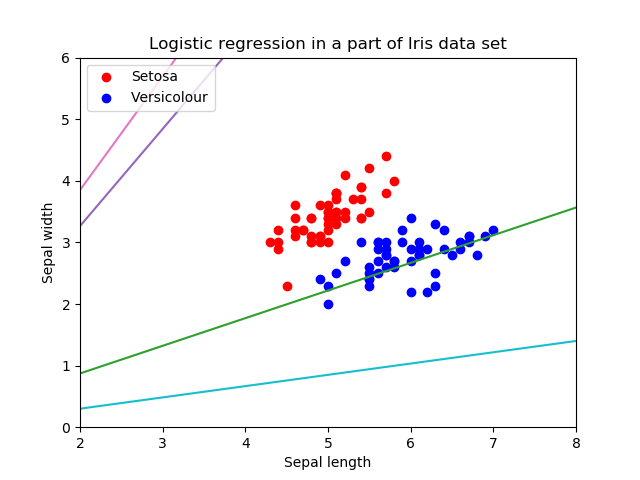 Logistic regression in a part of Iris data set
Setosa
Versicolour
6
5
4
3
2
1
0
Sepal width
2 3 4 5 6 7 8
Sepal length